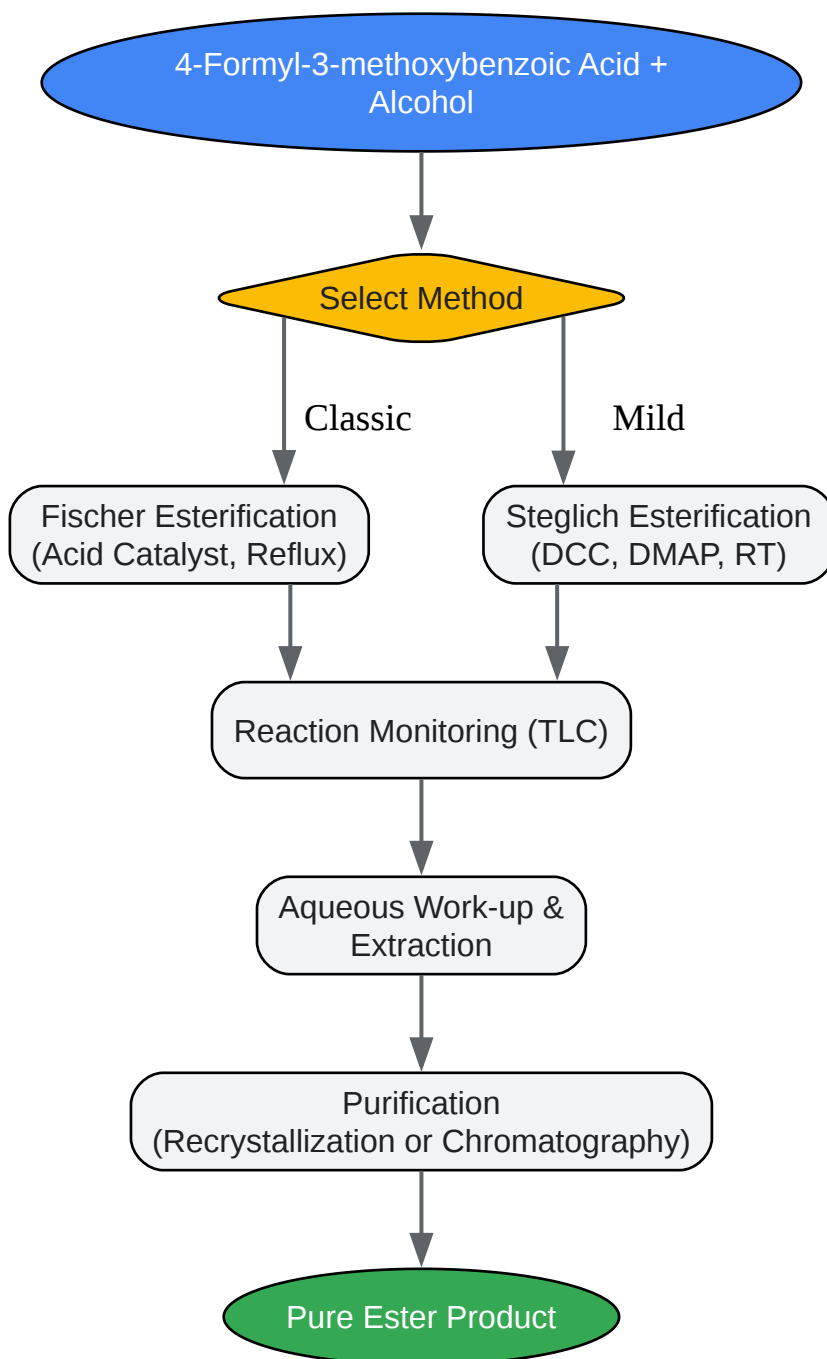 4-Formyl-3-methoxybenzoic Acid +
Alcohol
Select Method
Classic
Mild
Fischer Esterification
(Acid Catalyst, Reflux)
Steglich Esterification
(DCC, DMAP, RT)
Reaction Monitoring (TLC)
Aqueous Work-up &
Extraction
Purification
(Recrystallization or Chromatography)
Pure Ester Product